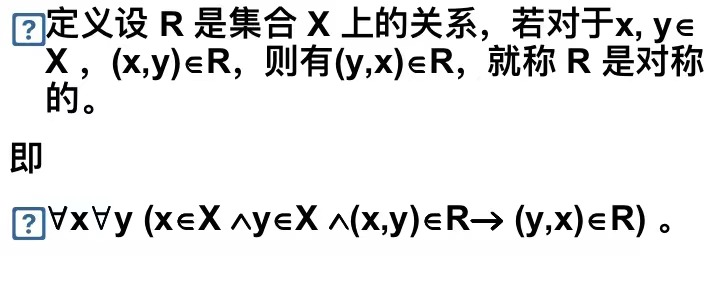 定义设 R 是集合 X 上的关系，若对于x, y∈
X ，(x,y)∈R，则有(y,x)∈R，就称 R 是对称
的。
即
∀x∀y (x∈X ∧y∈X ∧(x,y)∈R→ (y,x)∈R) 。